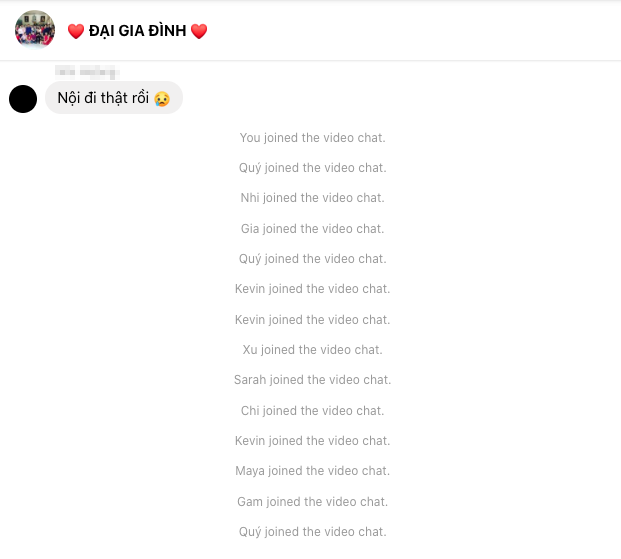 ❤️ ĐẠI GIA ĐÌNH ❤️
Nội đi thật rồi 😢
You joined the video chat.
Quý joined the video chat.
Nhi joined the video chat.
Gia joined the video chat.
Quý joined the video chat.
Kevin joined the video chat.
Kevin joined the video chat.
Xu joined the video chat.
Sarah joined the video chat.
Chi joined the video chat.
Kevin joined the video chat.
Maya joined the video chat.
Gam joined the video chat.
Quý joined the video chat.